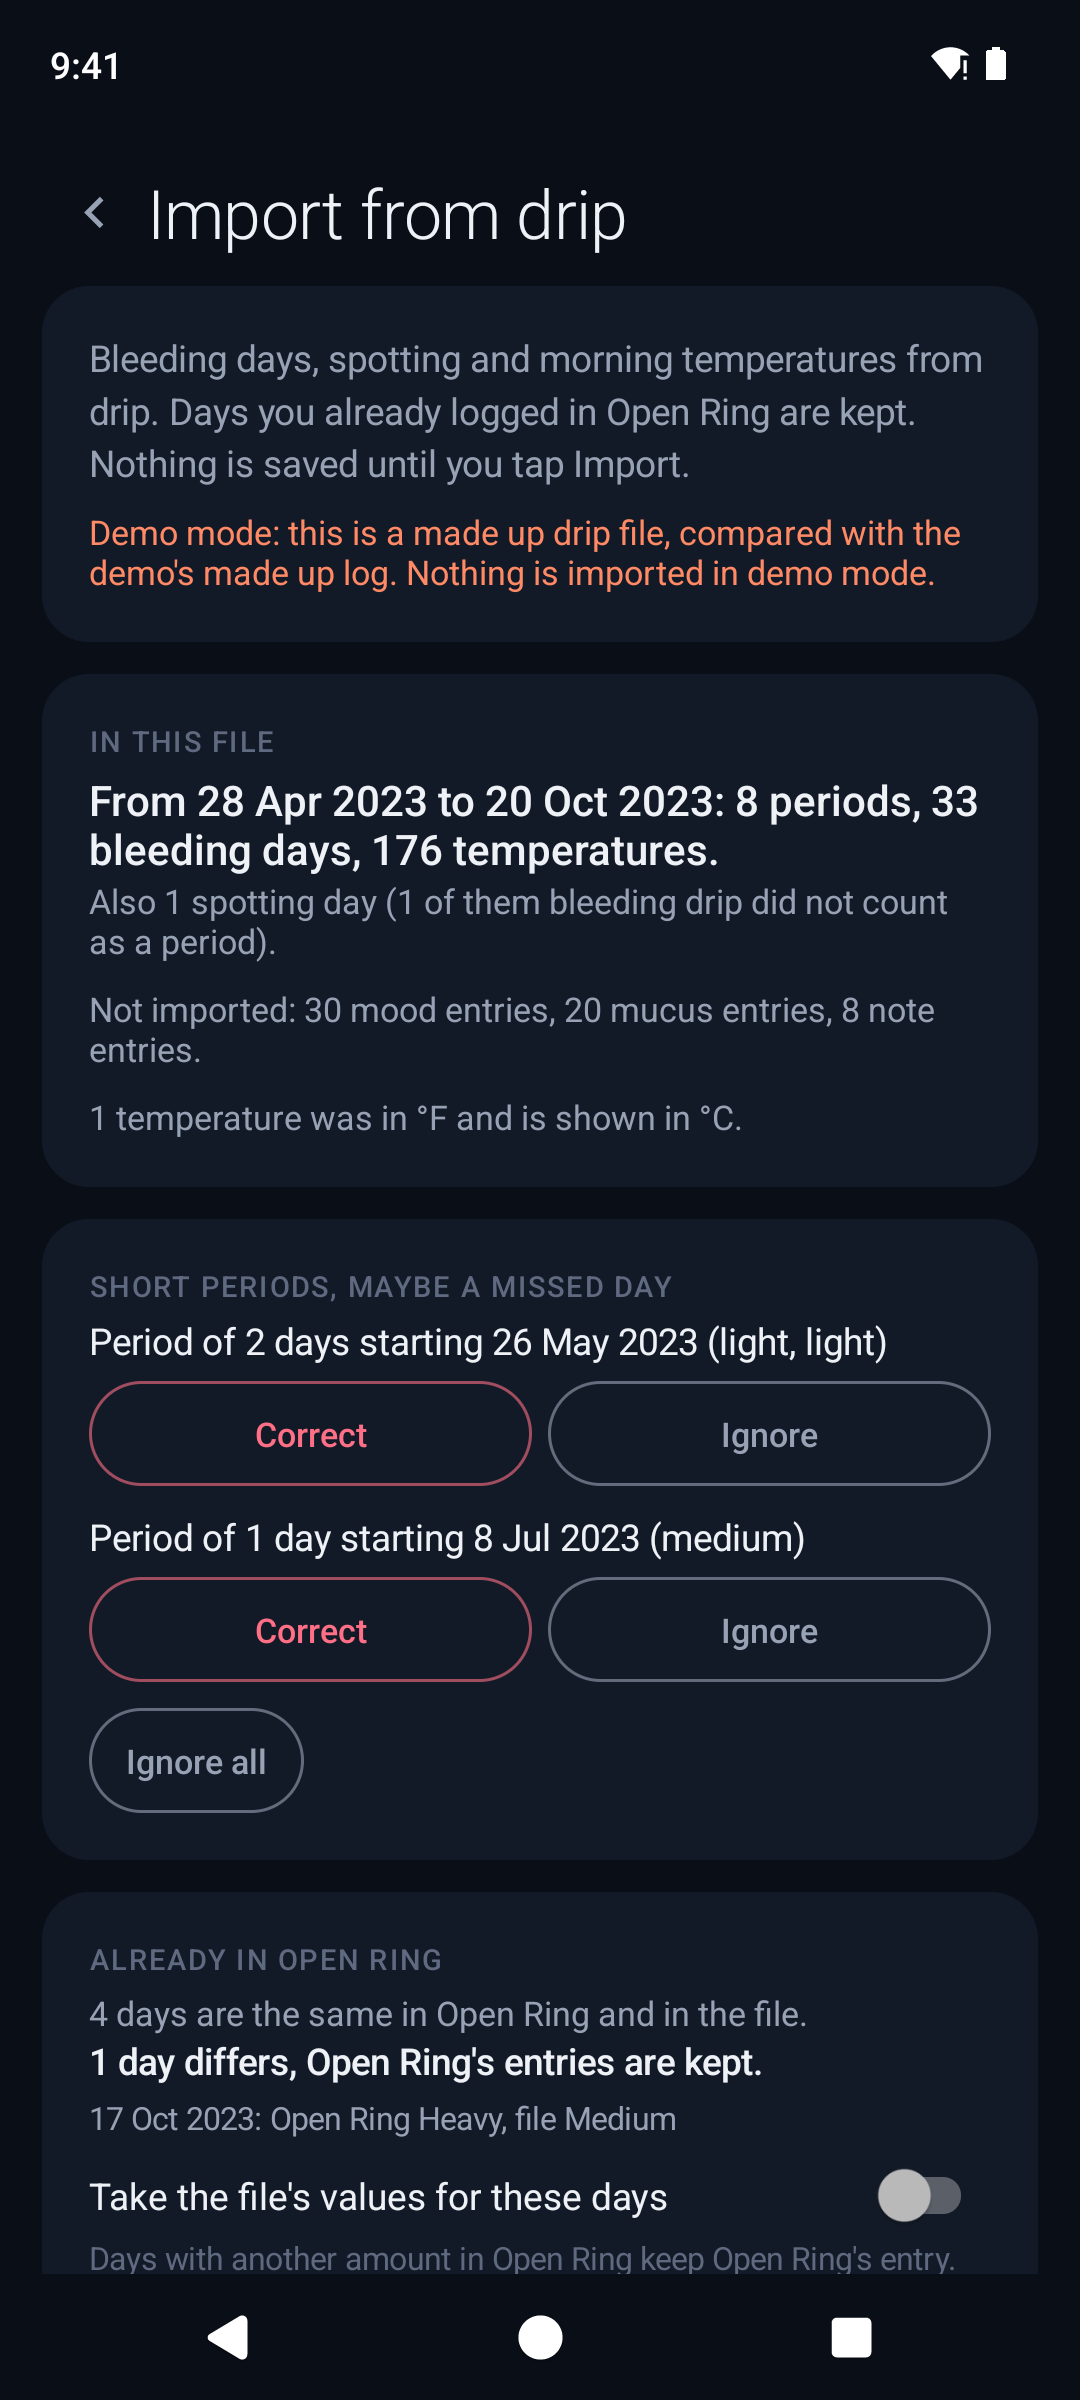 9:41
Import from drip
Bleeding days, spotting and morning temperatures from
drip. Days you already logged in Open Ring are kept.
Nothing is saved until you tap Import.
Demo mode: this is a made up drip file, compared with the
demo's made up log. Nothing is imported in demo mode.
IN THIS FILE
From 28 Apr 2023 to 20 Oct 2023: 8 periods, 33
bleeding days, 176 temperatures.
Also 1 spotting day (1 of them bleeding drip did not count
as a period).
Not imported: 30 mood entries, 20 mucus entries, 8 note
entries.
1 temperature was in °F and is shown in °C.
SHORT PERIODS, MAYBE A MISSED DAY
Period of 2 days starting 26 May 2023 (light, light)
Correct
Ignore
Period of 1 day starting 8 Jul 2023 (medium)
Correct
Ignore
Ignore all
ALREADY IN OPEN RING
4 days are the same in Open Ring and in the file.
1 day differs, Open Ring's entries are kept.
17 Oct 2023: Open Ring Heavy, file Medium
Take the file's values for these days
Days with another amount in Open Ring keep Open Ring's entry.